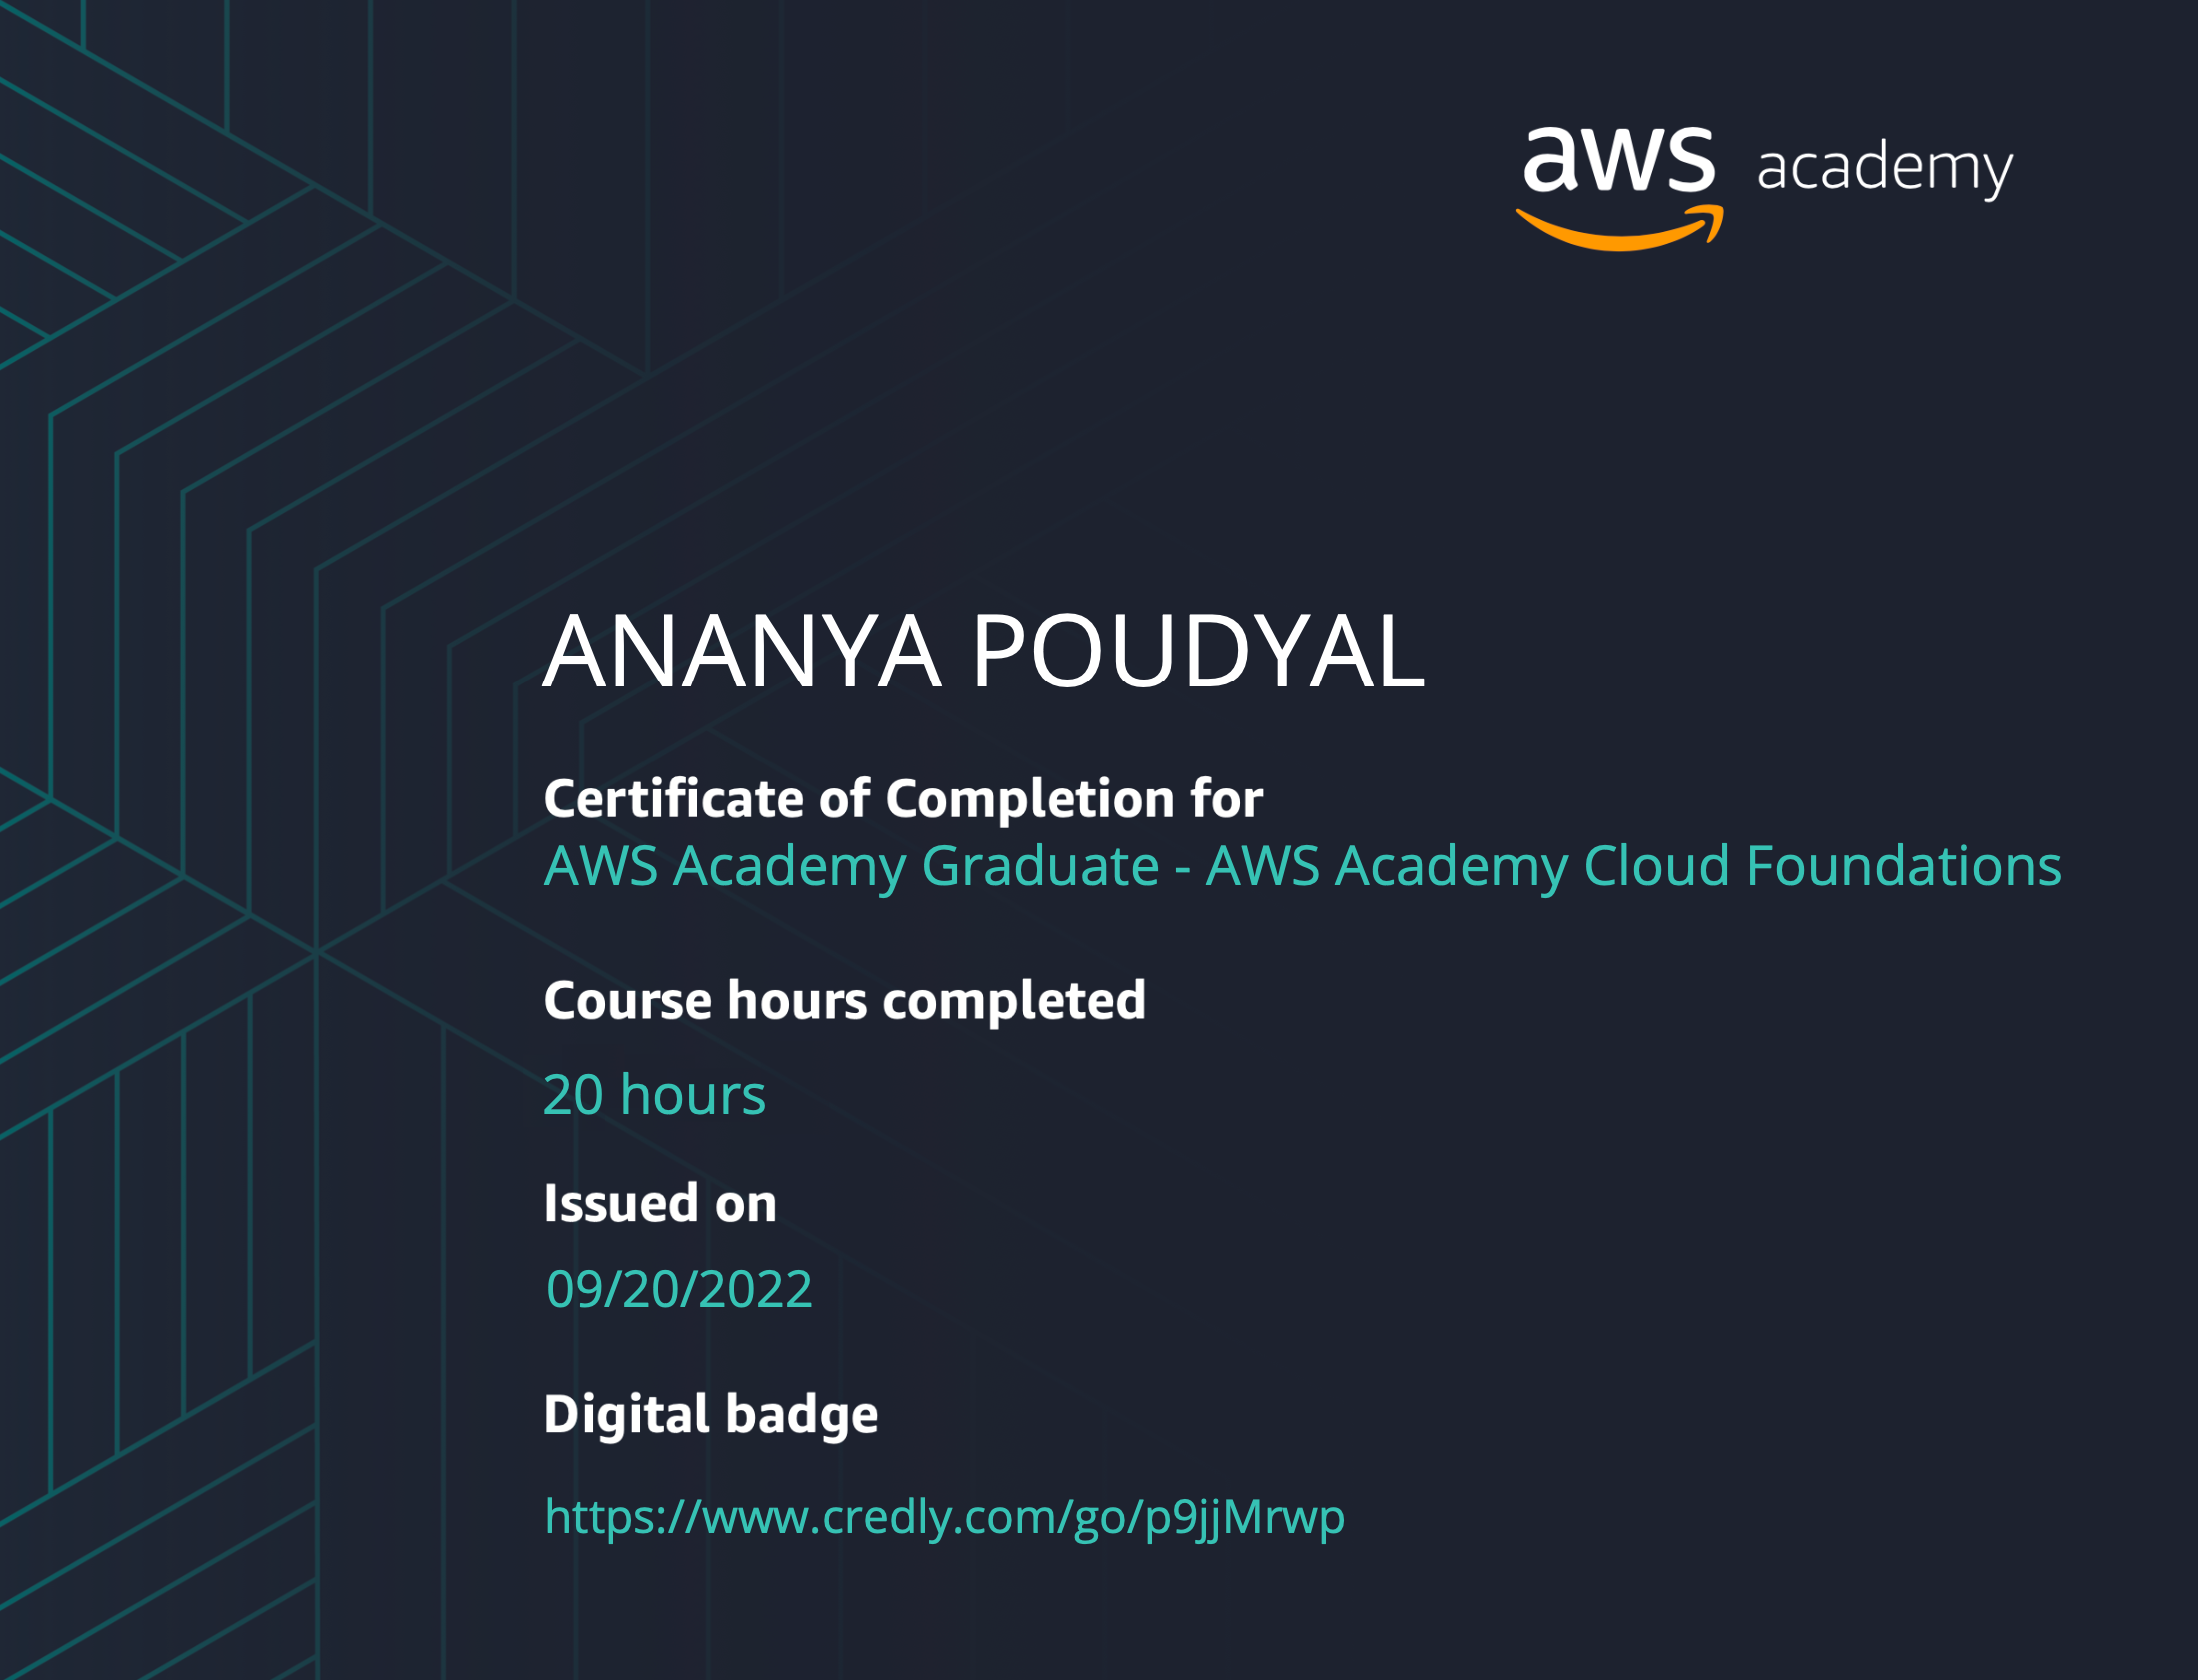 aws academy
ANANYA POUDYAL
Certificate of Completion for
AWS Academy Graduate - AWS Academy Cloud Foundations
Course hours completed
20 hours
Issued on
09/20/2022
Digital badge
https://www.credly.com/go/p9jjMrwp